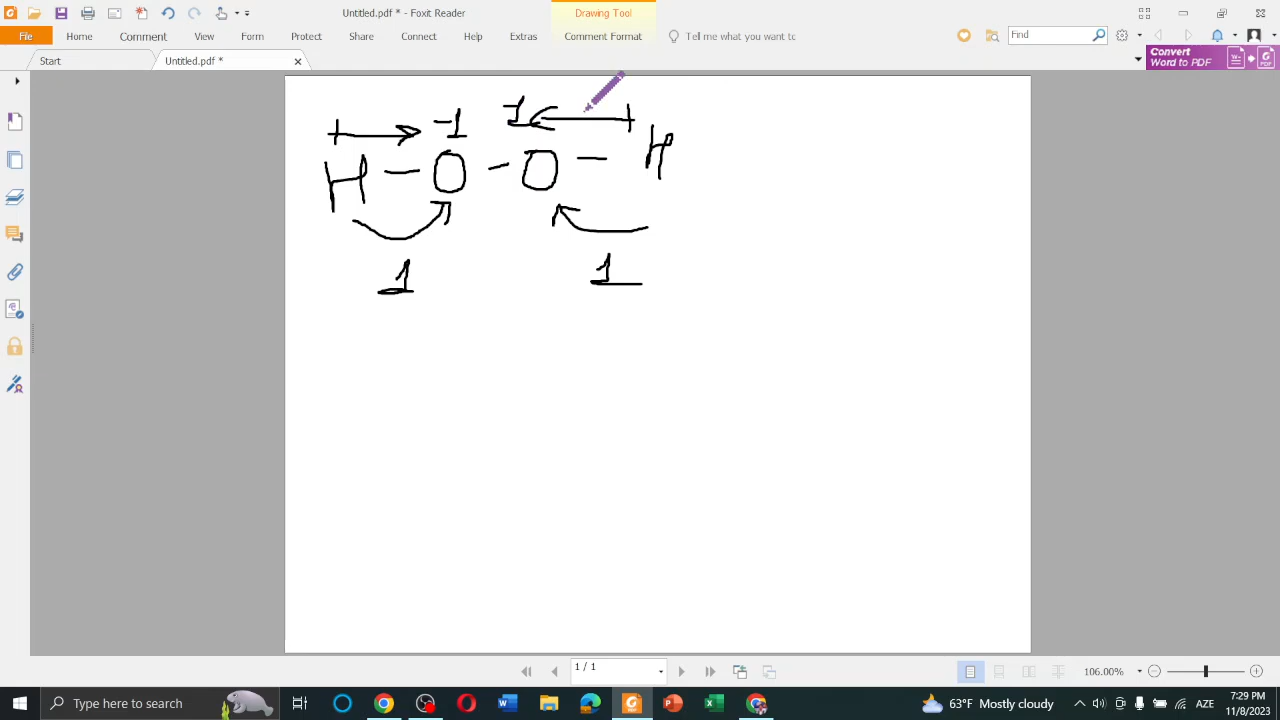 Untitled.pdf * - Foxit Reader
Drawing Tool
File Home Comment View Form Protect Share Connect Help Extras Comment Format Tell me what you want to Find
Start Untitled.pdf * Convert Word to PDF
-1 -1
H - O - O - H
1 1
1 / 1 106.00%
Type here to search 63°F Mostly cloudy AZE 7:29 PM
11/8/2023